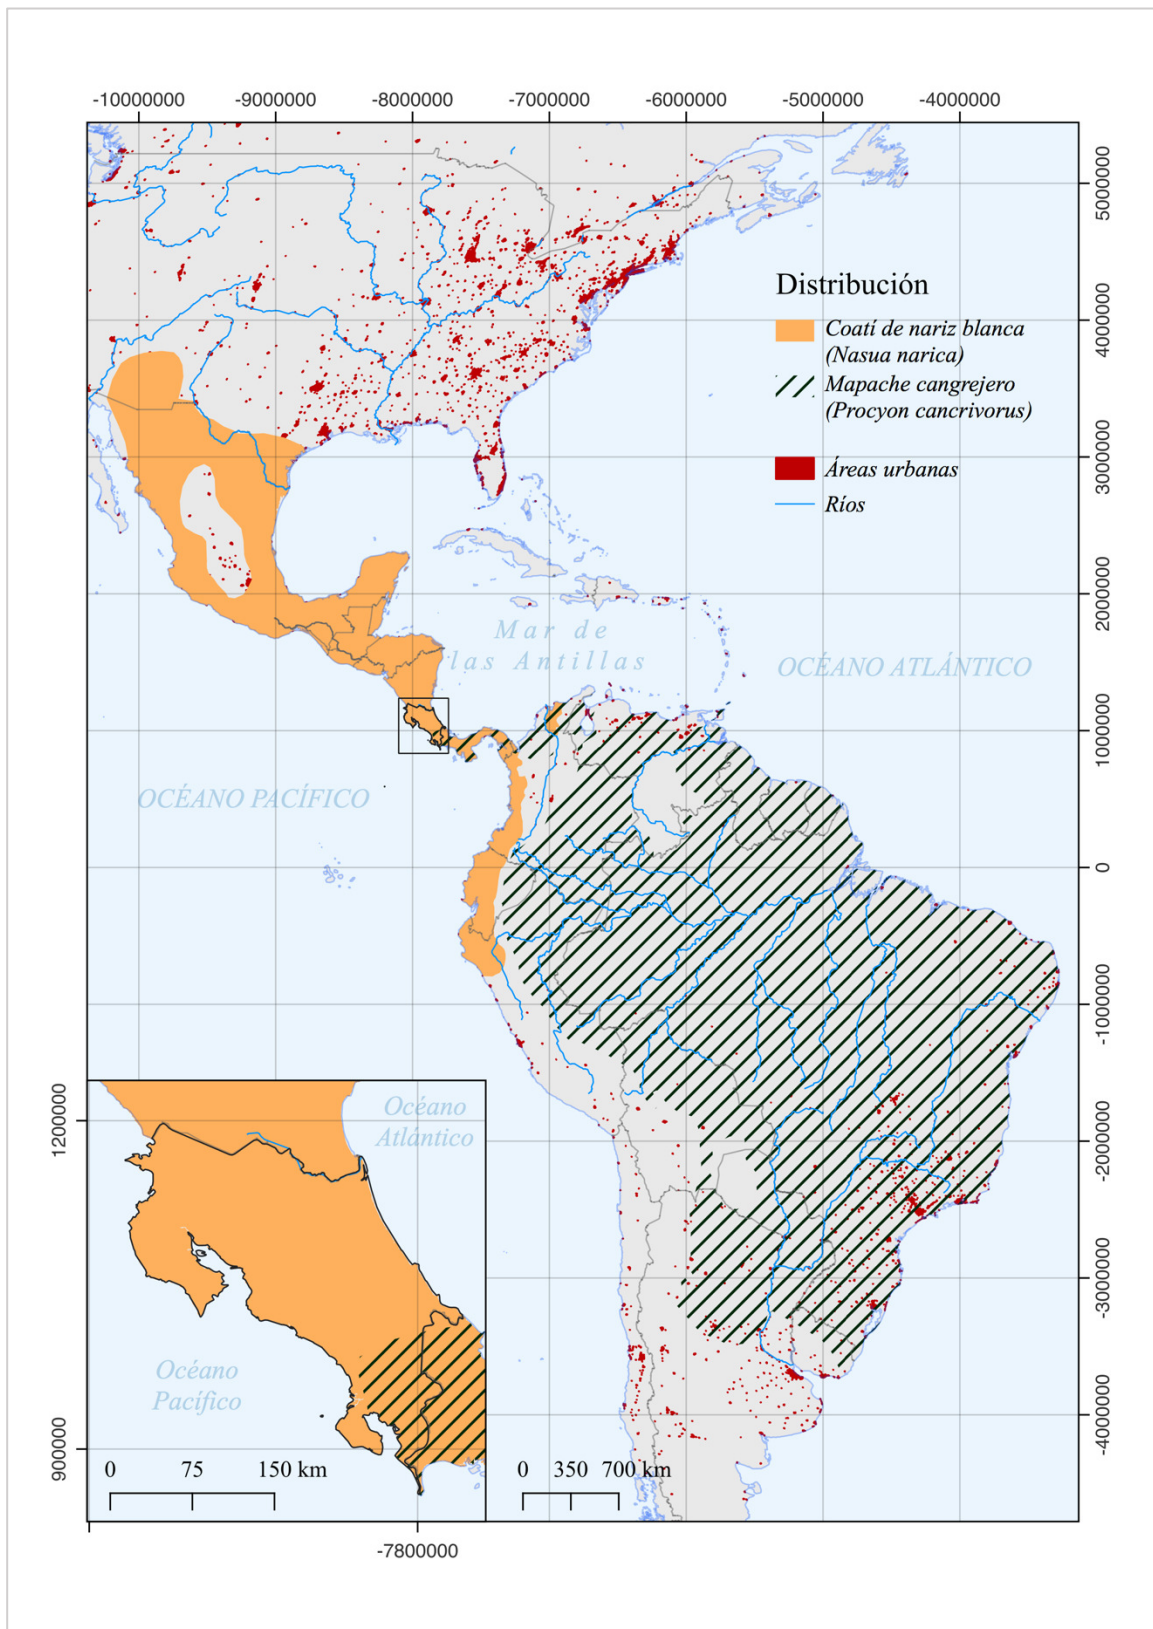 -10000000 -9000000 -8000000 -7000000 -6000000 -5000000 -4000000
5000000
4000000
3000000
2000000
1000000
0
-1000000
-2000000
-3000000
-4000000
Distribución
Coatí de nariz blanca
(Nasua narica)
Mapache cangrejero
(Procyon cancrivorus)
Áreas urbanas
Ríos
Mar de
las Antillas
OCÉANO ATLÁNTICO
OCÉANO PACÍFICO
1200000
900000
Océano
Atlántico
Océano
Pacífico
0 75 150 km
0 350 700 km
-7800000